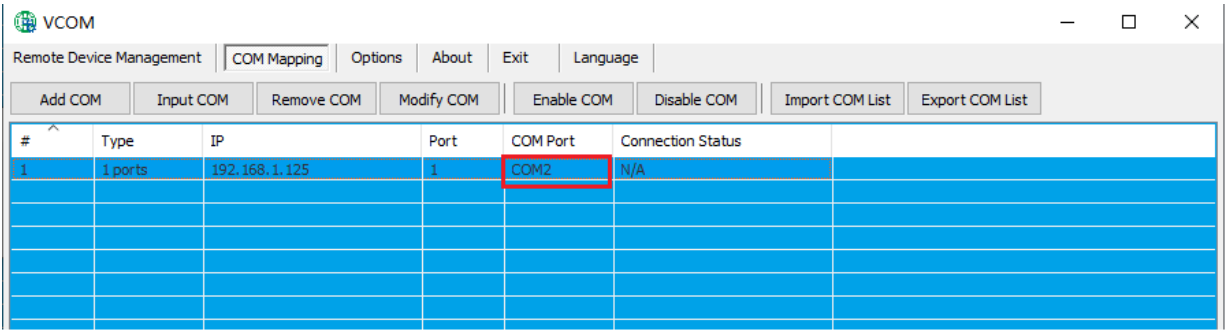 VCOM
Remote Device Management COM Mapping Options About Exit Language
Add COM Input COM Remove COM Modify COM Enable COM Disable COM Import COM List Export COM List
# Type IP Port COM Port Connection Status
1 1 ports 192.168.1.125 1 COM2 N/A